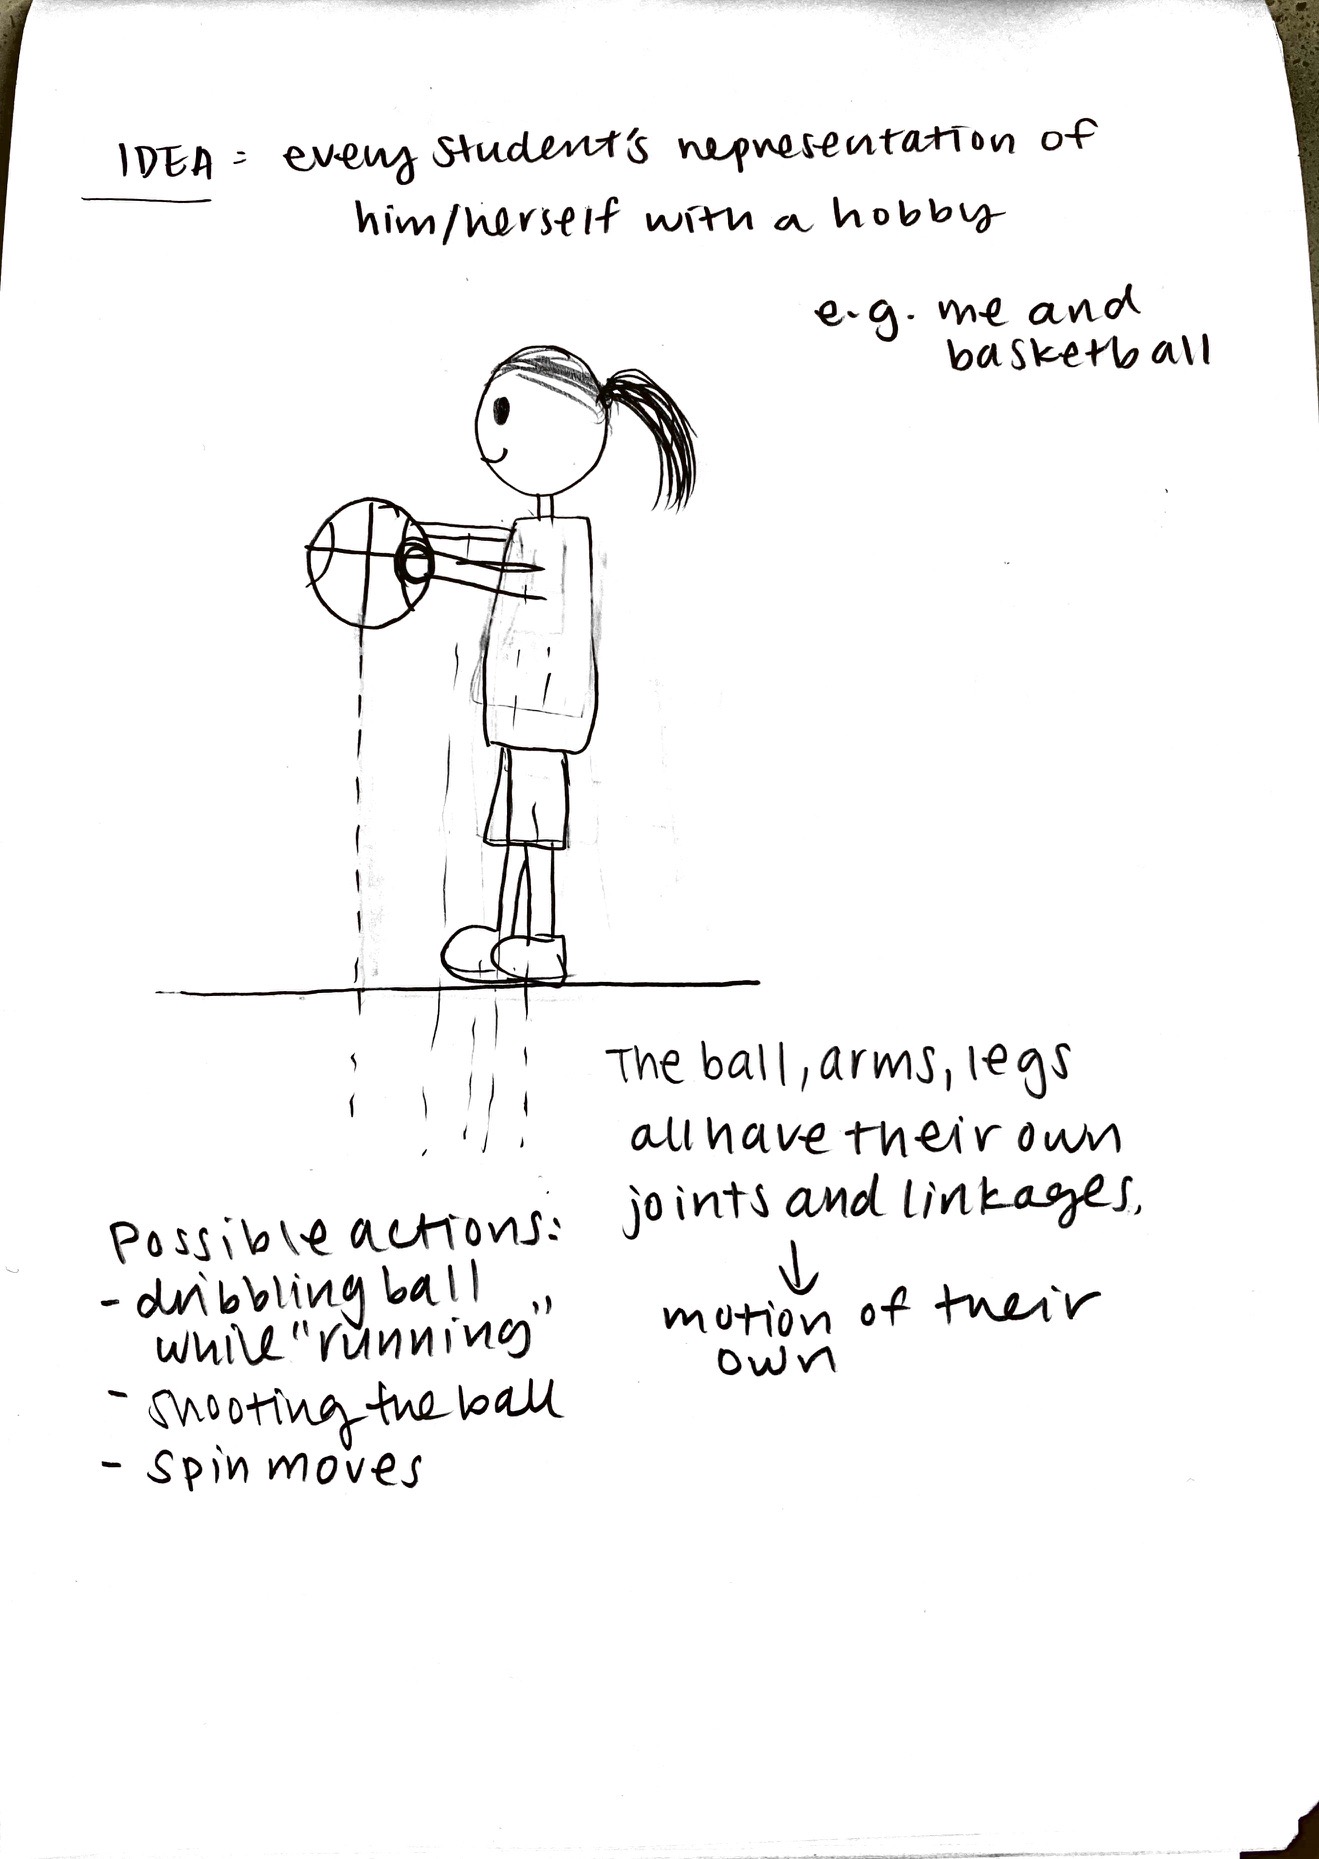 IDEA = every student's representation of
him/herself with a hobby
e.g. me and
basketball
The ball, arms, legs
all have their own
joints and linkages.
↓
motion of their
own
Possible actions:
- dribbling ball
while "running"
- shooting the ball
- spin moves